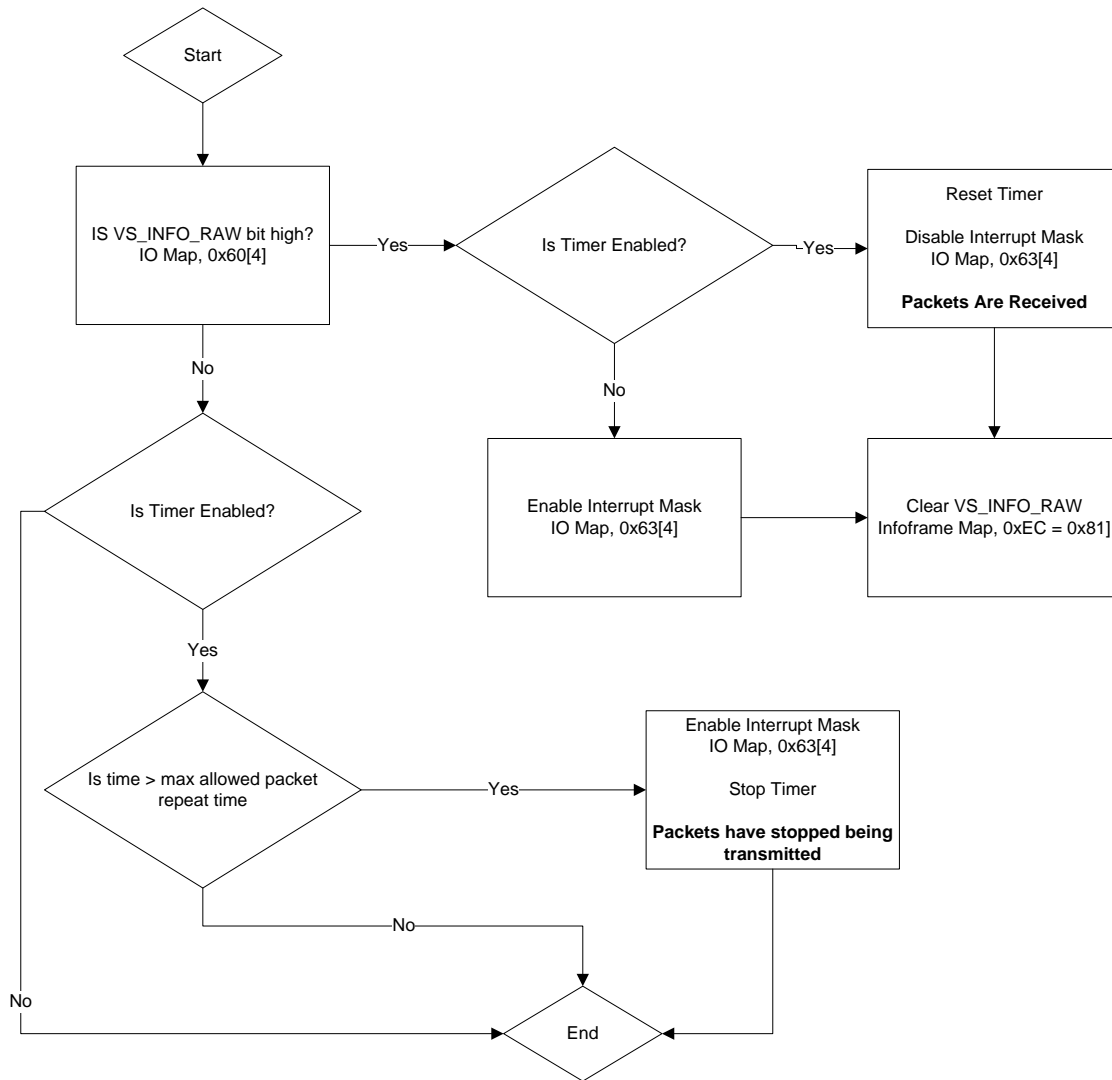 Start
IS VS_INFO_RAW bit high?
IO Map, 0x60[4]
Yes
Is Timer Enabled?
Yes
Reset Timer
Disable Interrupt Mask
IO Map, 0x63[4]
Packets Are Received
No
No
Is Timer Enabled?
Enable Interrupt Mask
IO Map, 0x63[4]
Clear VS_INFO_RAW
Infoframe Map, 0xEC = 0x81]
Yes
Is time > max allowed packet
repeat time
Yes
Enable Interrupt Mask
IO Map, 0x63[4]
Stop Timer
Packets have stopped being
transmitted
No
No
End